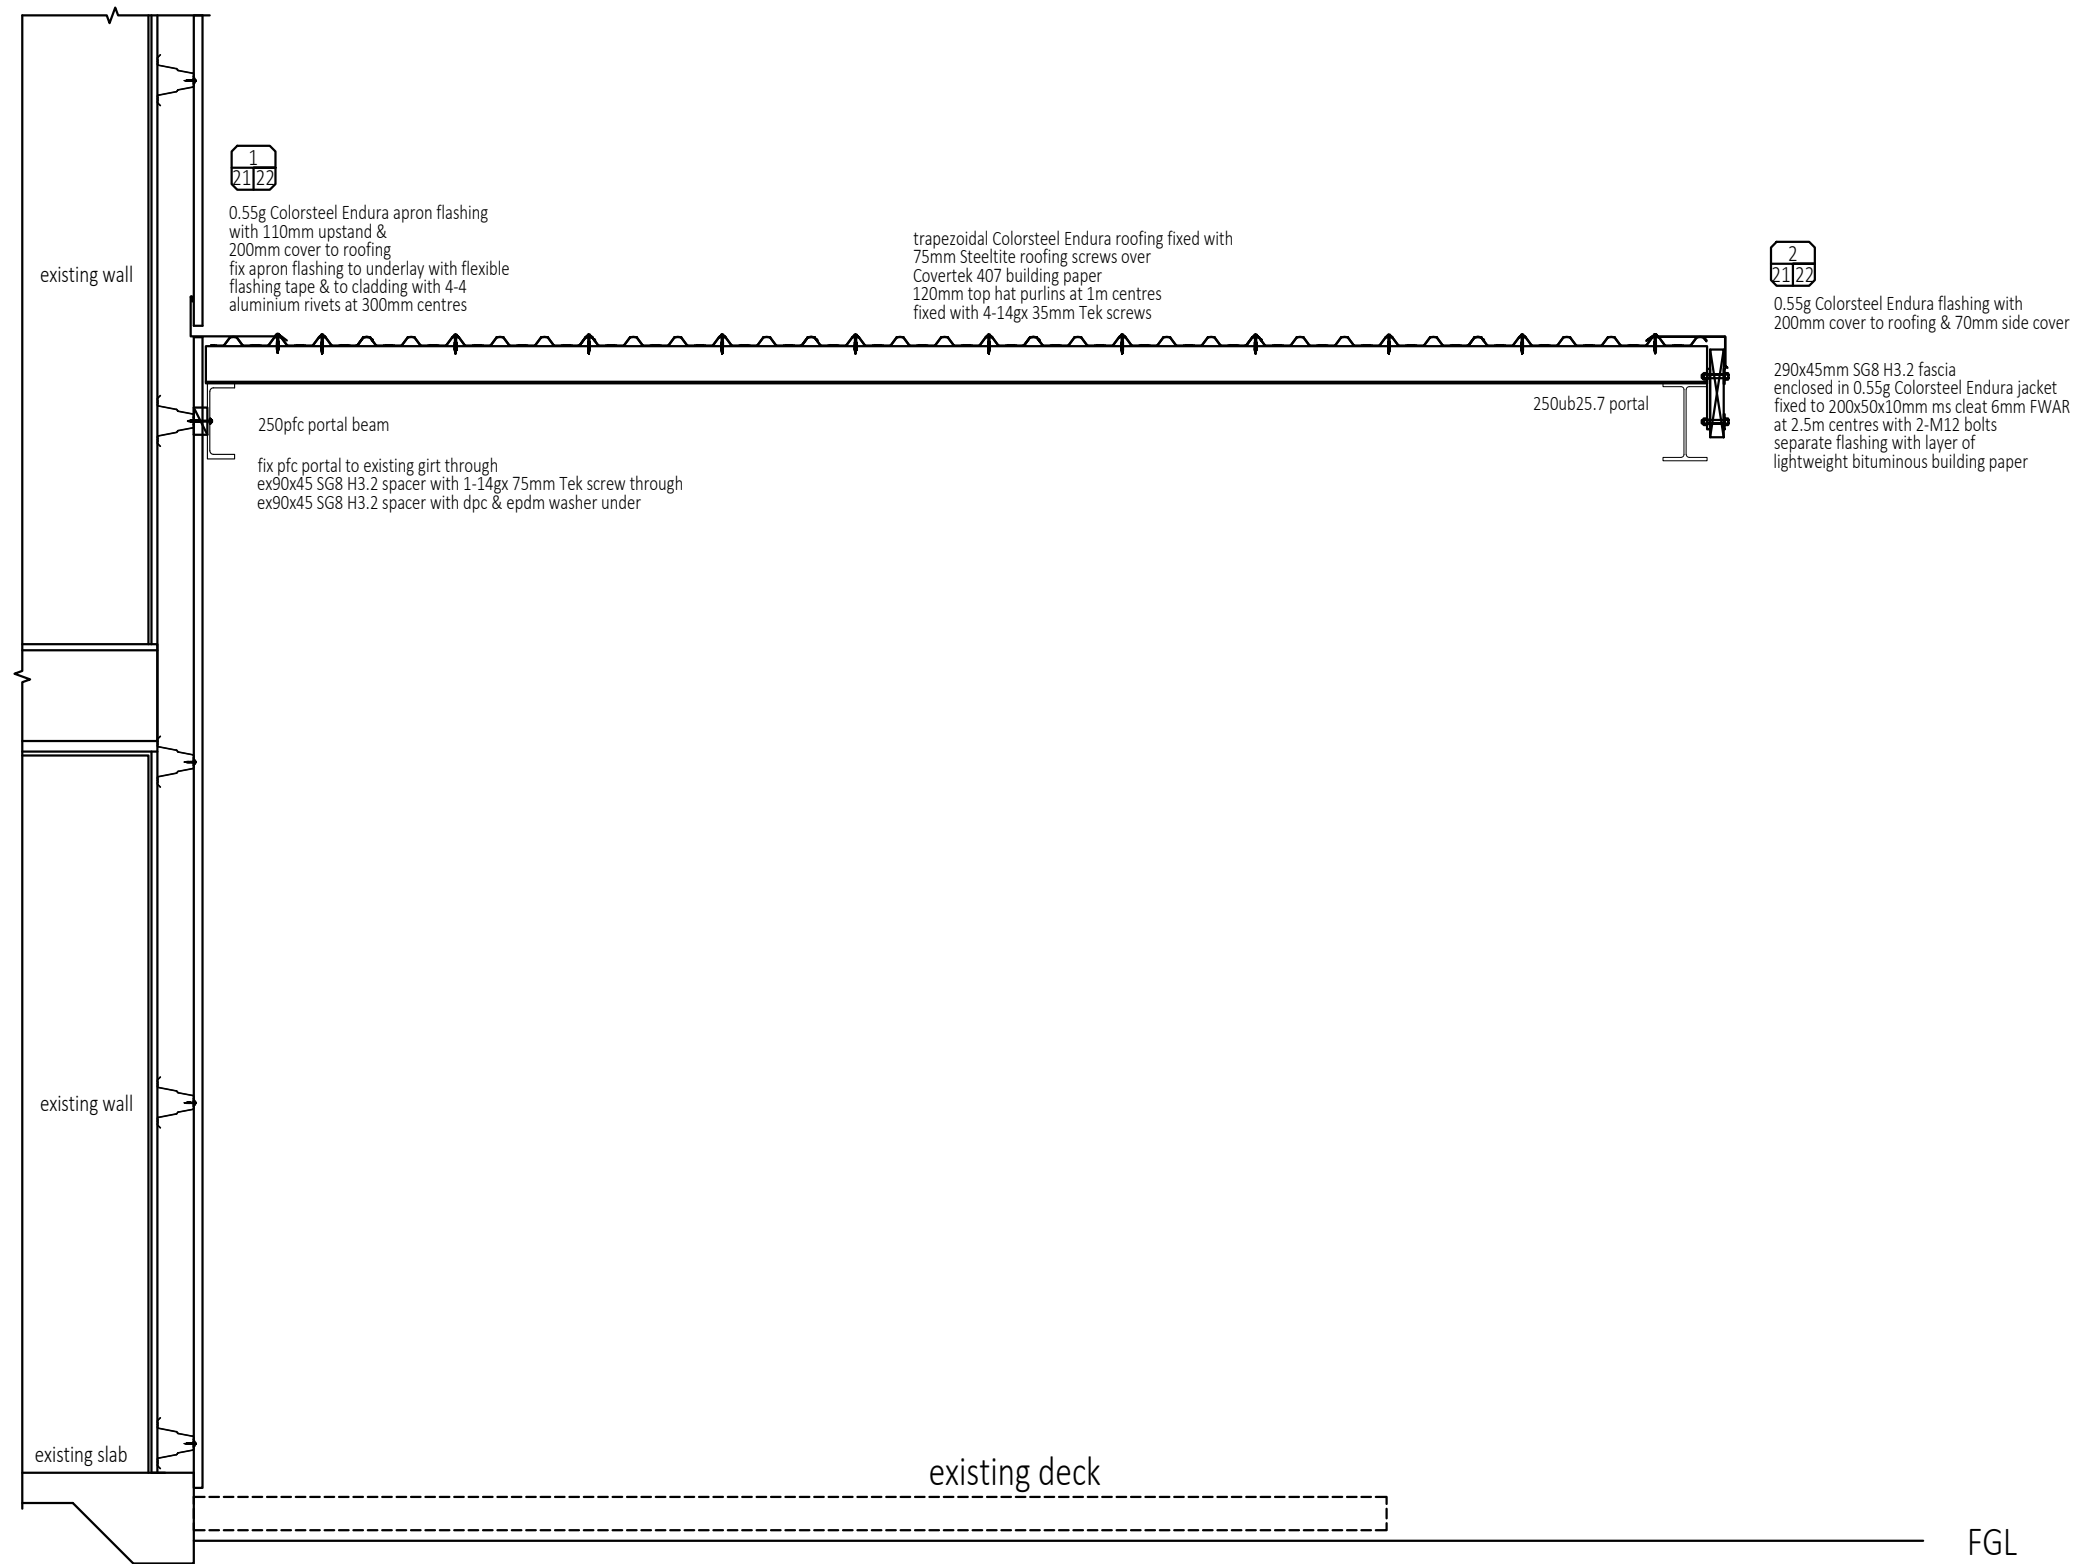 1
21 22
0.55g Colorsteel Endura apron flashing
with 110mm upstand &
200mm cover to roofing
fix apron flashing to underlay with flexible
flashing tape & to cladding with 4-4
aluminium rivets at 300mm centres
existing wall
trapezoidal Colorsteel Endura roofing fixed with
75mm Steeltite roofing screws over
Covertek 407 building paper
120mm top hat purlins at 1m centres
fixed with 4-14gx 35mm Tek screws
2
21 22
0.55g Colorsteel Endura flashing with
200mm cover to roofing & 70mm side cover
290x45mm SG8 H3.2 fascia
enclosed in 0.55g Colorsteel Endura jacket
fixed to 200x50x10mm ms cleat 6mm FWAR
at 2.5m centres with 2-M12 bolts
separate flashing with layer of
lightweight bituminous building paper
250ub25.7 portal
250pfc portal beam
fix pfc portal to existing girt through
ex90x45 SG8 H3.2 spacer with 1-14gx 75mm Tek screw through
ex90x45 SG8 H3.2 spacer with dpc & epdm washer under
existing wall
existing slab
existing deck
FGL